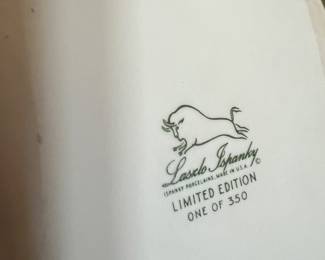 Laszlo Ispanky ©
ISPANKY PORCELAINS, MADE IN U.S.A.
LIMITED EDITION
ONE OF 350